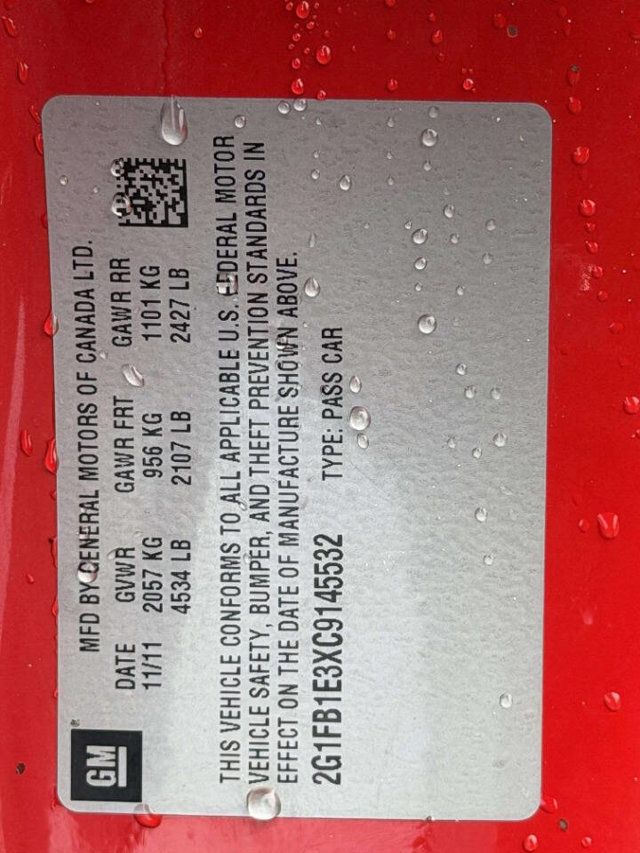 GM®
MFD BY GENERAL MOTORS OF CANADA LTD.
DATE GVWR GAWR FRT GAWR RR
11/11 2057 KG 956 KG 1101 KG
4534 LB 2107 LB 2427 LB
THIS VEHICLE CONFORMS TO ALL APPLICABLE U.S. FEDERAL MOTOR
VEHICLE SAFETY, BUMPER, AND THEFT PREVENTION STANDARDS IN
EFFECT ON THE DATE OF MANUFACTURE SHOWN ABOVE.
2G1FB1E3XC9145532 TYPE: PASS CAR